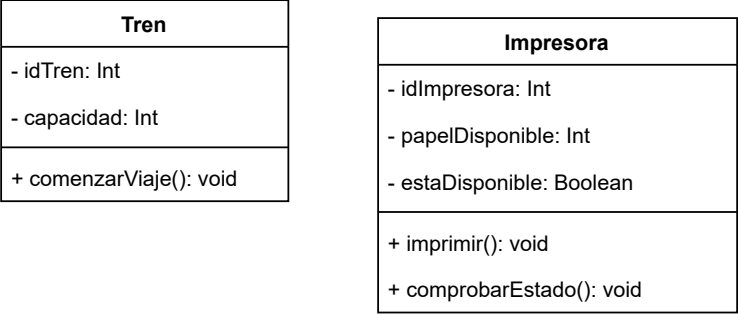 Tren
- idTren: Int
- capacidad: Int
+ comenzarViaje(): void
Impresora
- idImpresora: Int
- papelDisponible: Int
- estaDisponible: Boolean
+ imprimir(): void
+ comprobarEstado(): void